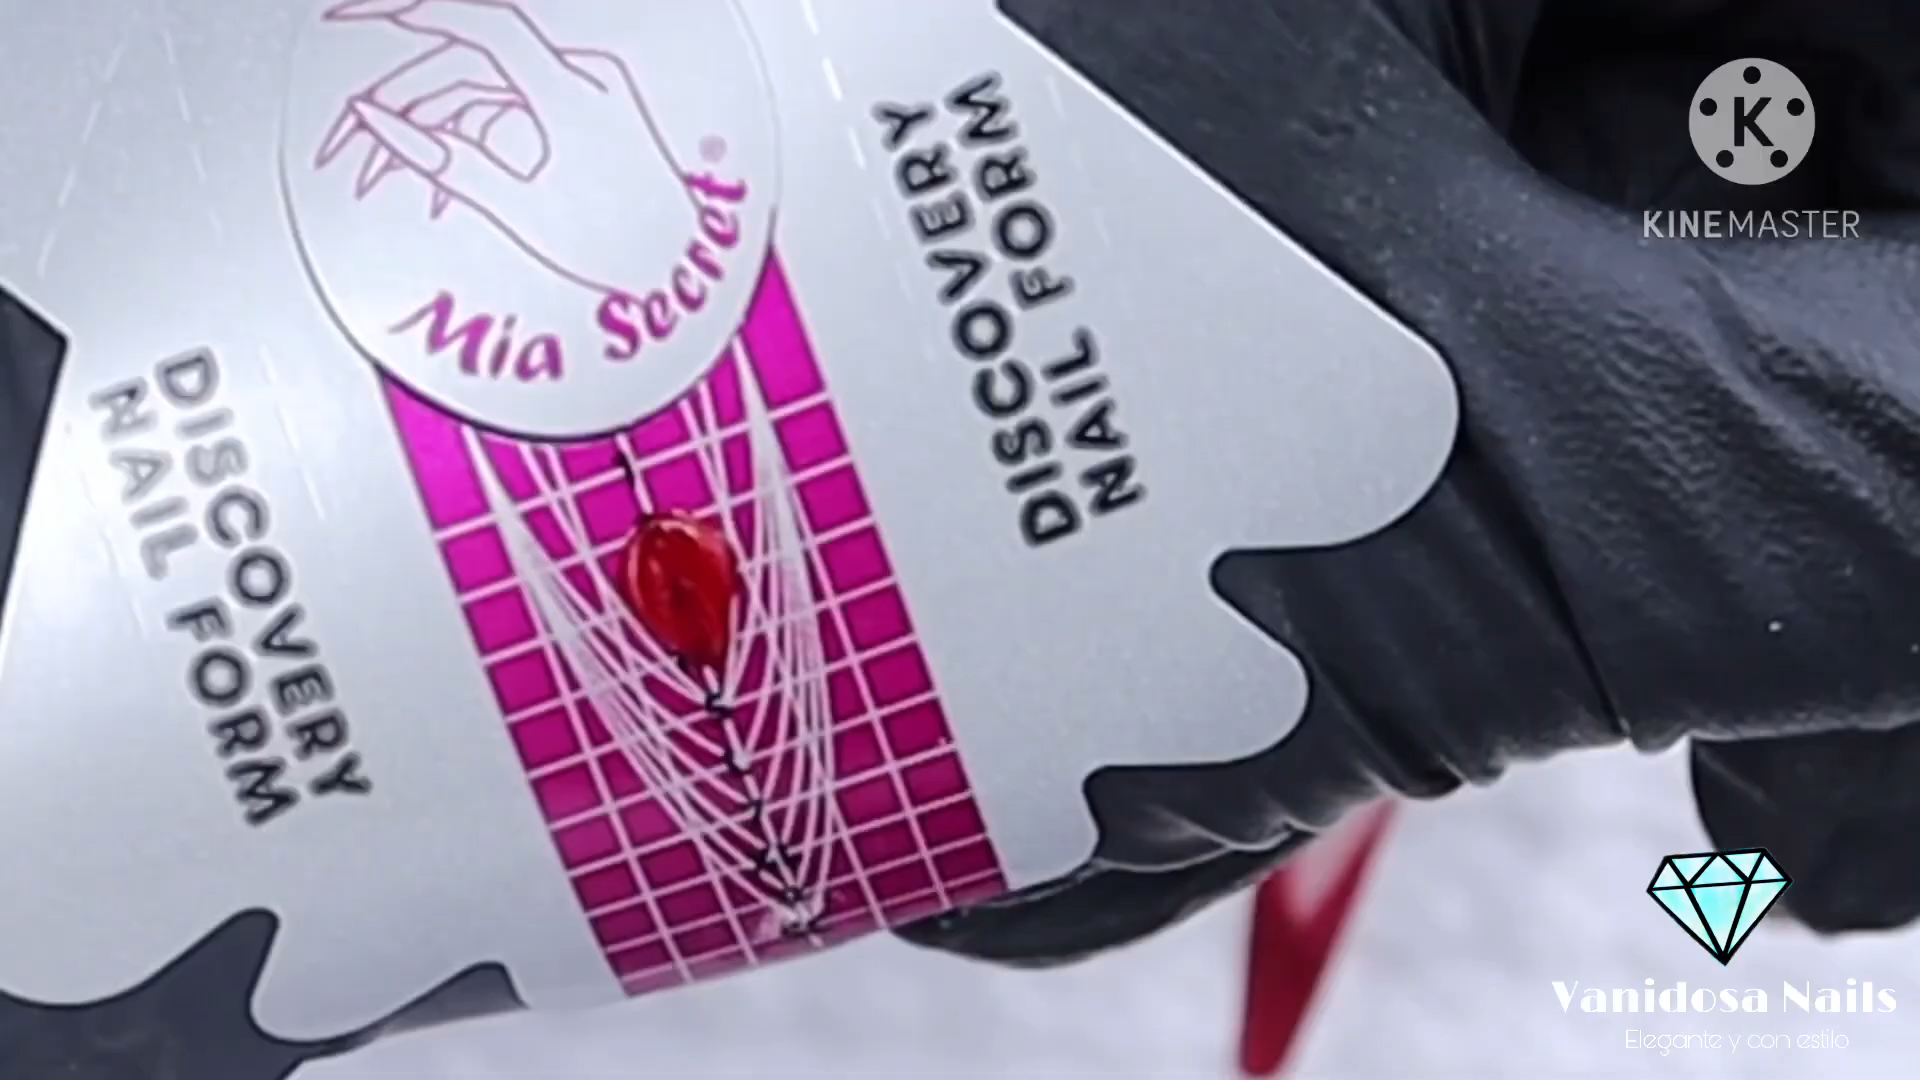 Mia Secret®
DISCOVERY
NAIL FORM
DISCOVERY
NAIL FORM
K
KINEMASTER
Vanidosa Nails
Elegante y con estilo